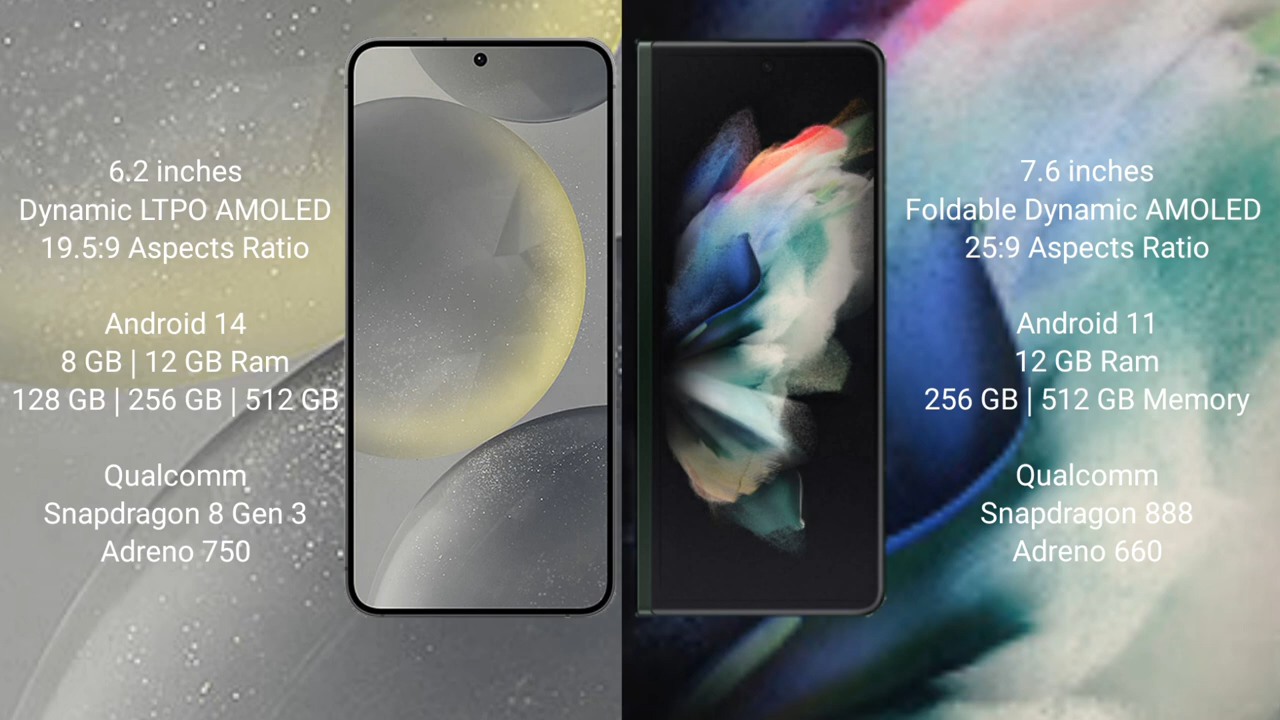 6.2 inches
Dynamic LTPO AMOLED
19.5:9 Aspects Ratio
Android 14
8 GB | 12 GB Ram
128 GB | 256 GB | 512 GB
Qualcomm
Snapdragon 8 Gen 3
Adreno 750
7.6 inches
Foldable Dynamic AMOLED
25:9 Aspects Ratio
Android 11
12 GB Ram
256 GB | 512 GB Memory
Qualcomm
Snapdragon 888
Adreno 660